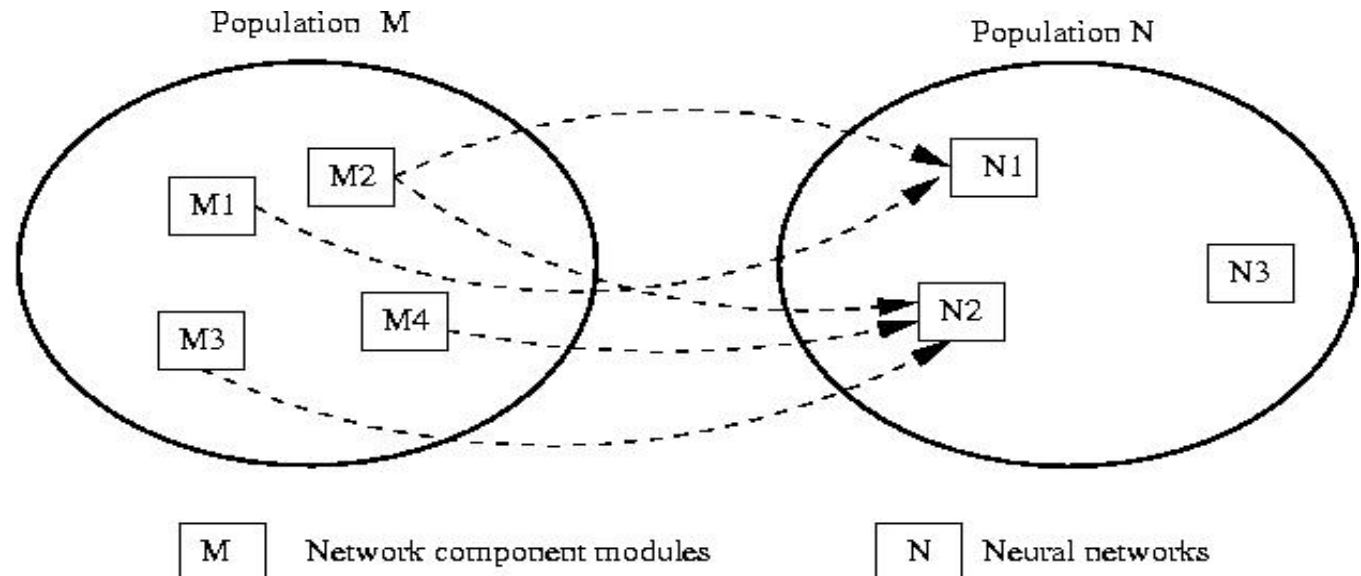 Population M
Population N
M2
N1
M1
N3
M4
N2
M3
M Network component modules
N Neural networks